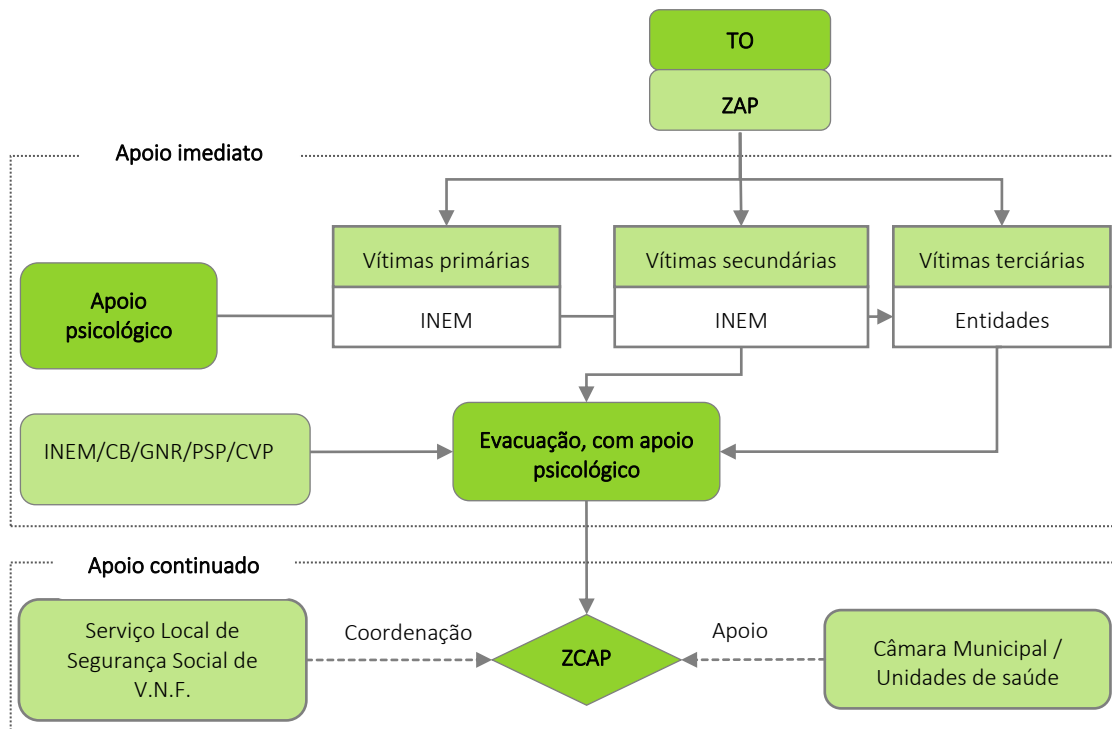 TO
ZAP
Apoio imediato
Vítimas primárias
Vítimas secundárias
Vítimas terciárias
Apoio
psicológico
INEM
INEM
Entidades
INEM/CB/GNR/PSP/CVP
Evacuação, com apoio
psicológico
Apoio continuado
Serviço Local de
Segurança Social de
V.N.F.
Coordenação
ZCAP
Apoio
Câmara Municipal /
Unidades de saúde